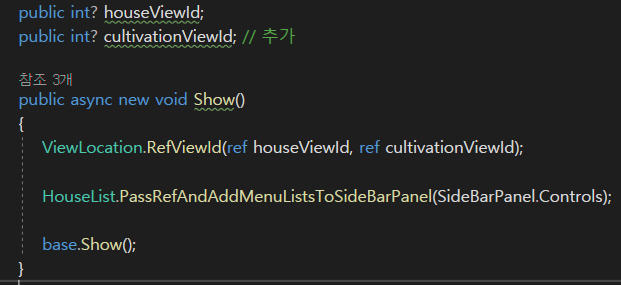 public int? houseViewId;
public int? cultivationViewId; // 추가
참조 3개
public async new void Show()
{
ViewLocation.RefViewId(ref houseViewId, ref cultivationViewId);
HouseList.PassRefAndAddMenuListsToSideBarPanel(SideBarPanel.Controls);
base.Show();
}